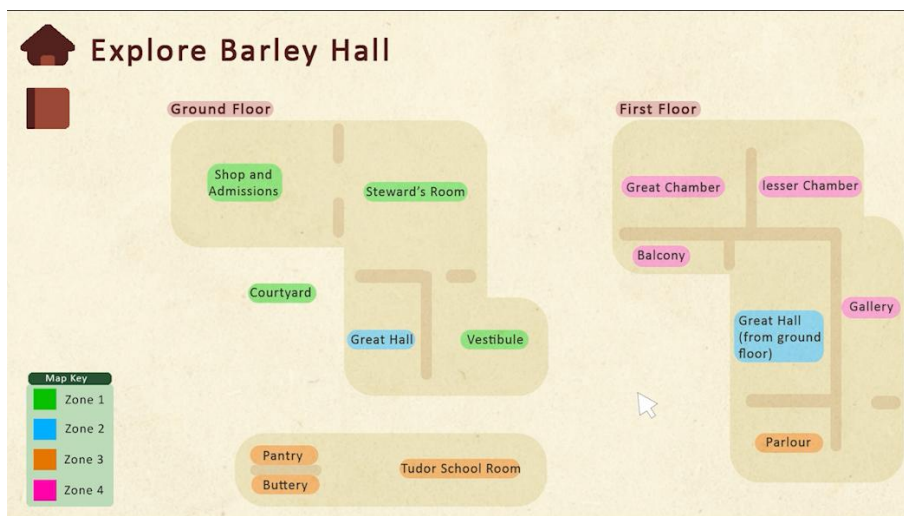 Explore Barley Hall
Ground Floor
First Floor
Shop and
Admissions
Steward's Room
Great Chamber
lesser Chamber
Balcony
Courtyard
Gallery
Great Hall
Vestibule
Great Hall
(from ground
floor)
Map Key
Zone 1
Zone 2
Zone 3
Zone 4
Pantry
Buttery
Tudor School Room
Parlour